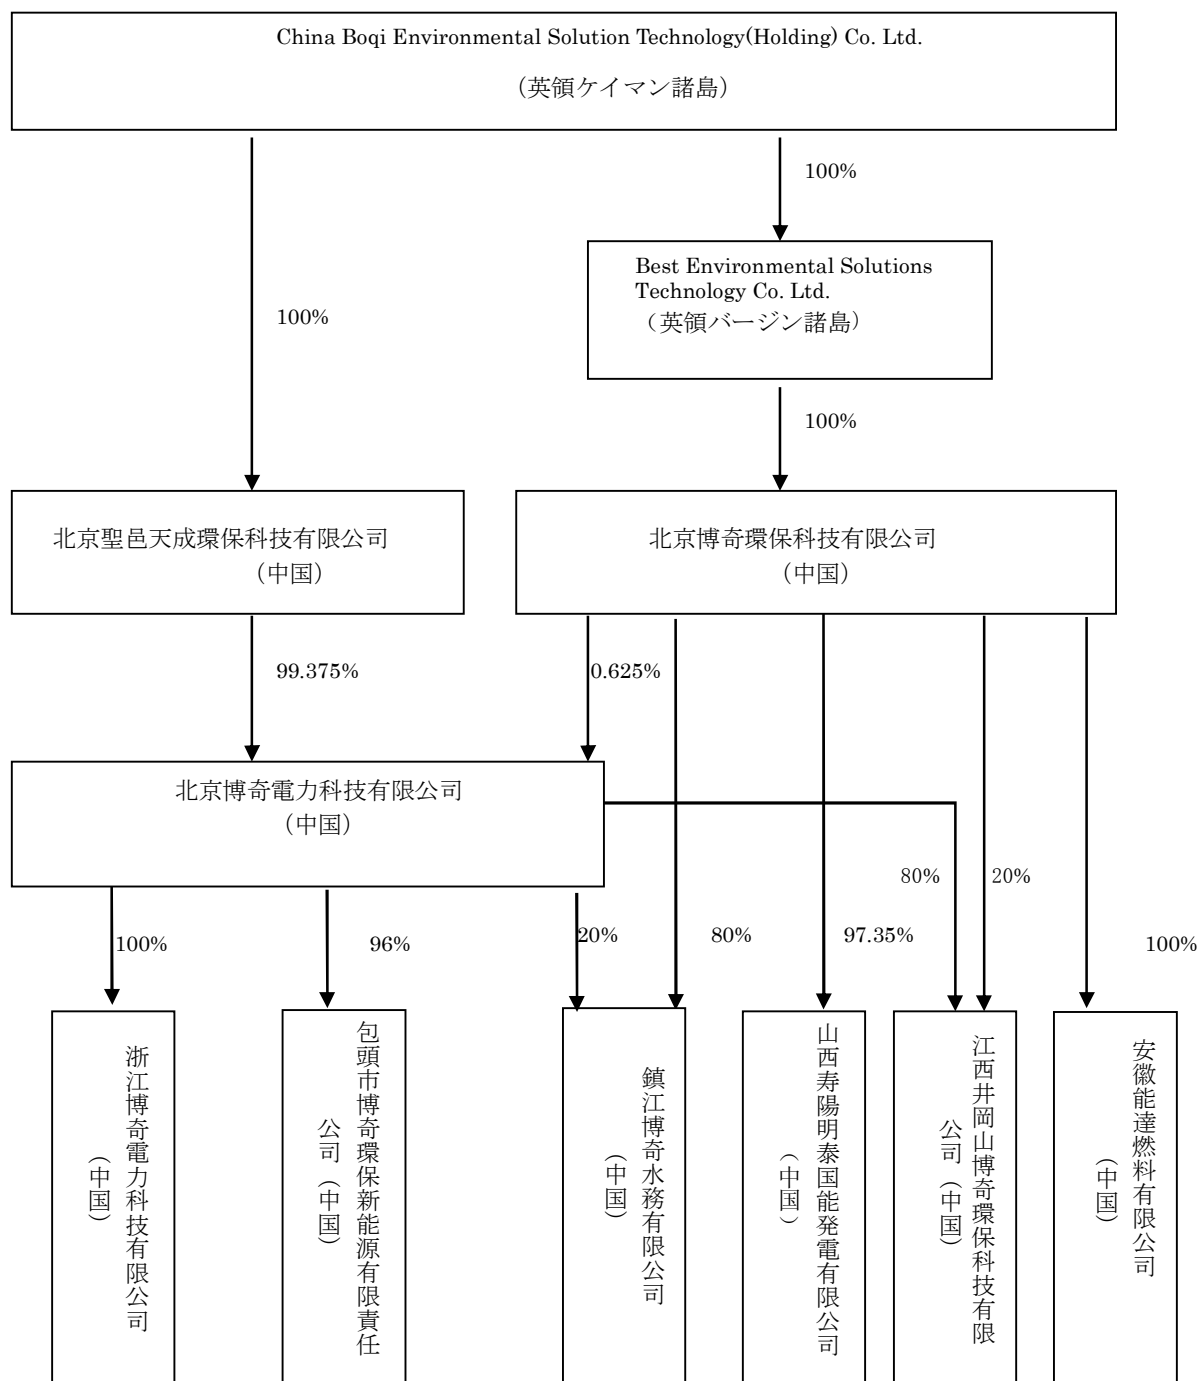 China Boqi Environmental Solution Technology(Holding) Co. Ltd.
（英領ケイマン諸島）
100%
100%
Best Environmental Solutions
Technology Co. Ltd.
（英領バージン諸島）
100%
北京聖邑天成環保科技有限公司
（中国）
北京博奇環保科技有限公司
（中国）
99.375%
0.625%
北京博奇電力科技有限公司
（中国）
80%
20%
100%
96%
20%
80%
97.35%
100%
浙江博奇電力科技有限公司
（中国）
包頭市博奇環保新能源有限責任
公司（中国）
鎮江博奇水務有限公司
（中国）
山西寿陽明泰国能発電有限公司
（中国）
江西井岡山博奇環保科技有限
公司（中国）
安徽能達燃料有限公司
（中国）